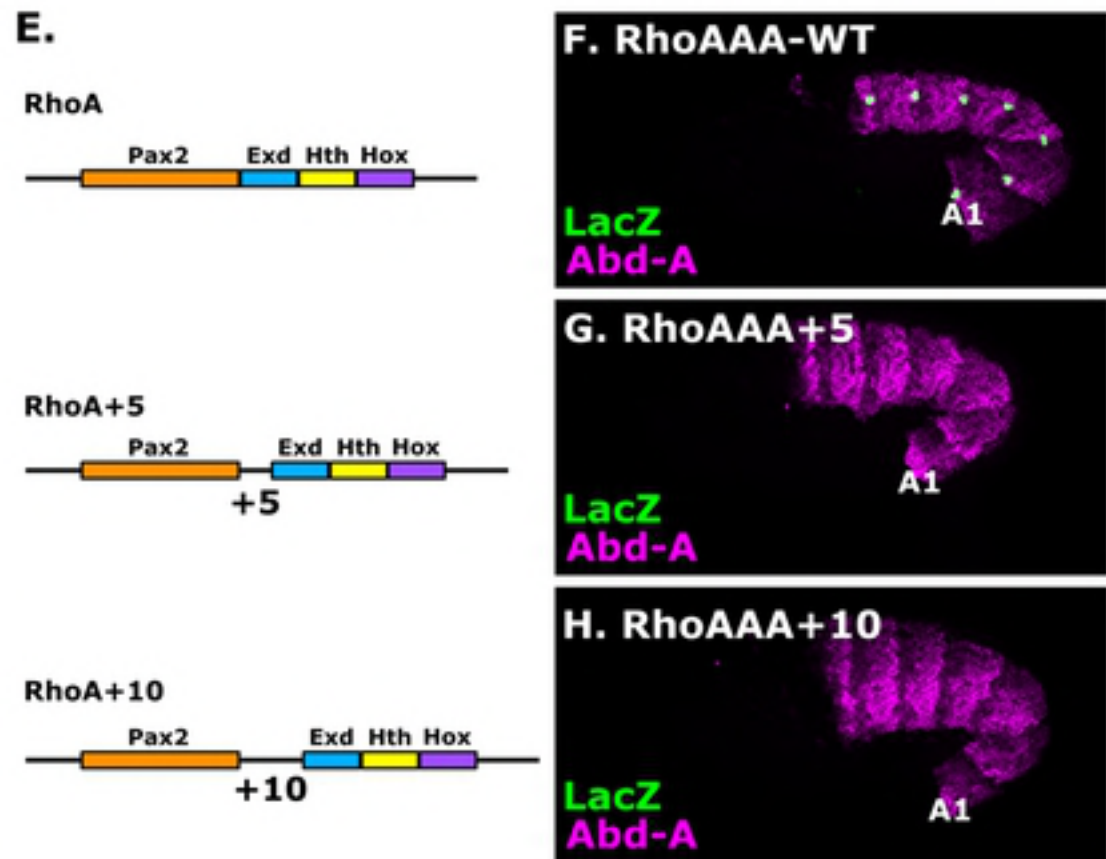 E.
RhoA
Pax2 Exd Hth Hox
RhoA+5
Pax2 Exd Hth Hox
+5
RhoA+10
Pax2 Exd Hth Hox
+10
F. RhoAAA-WT
A1
LacZ
Abd-A
G. RhoAAA+5
A1
LacZ
Abd-A
H. RhoAAA+10
A1
LacZ
Abd-A